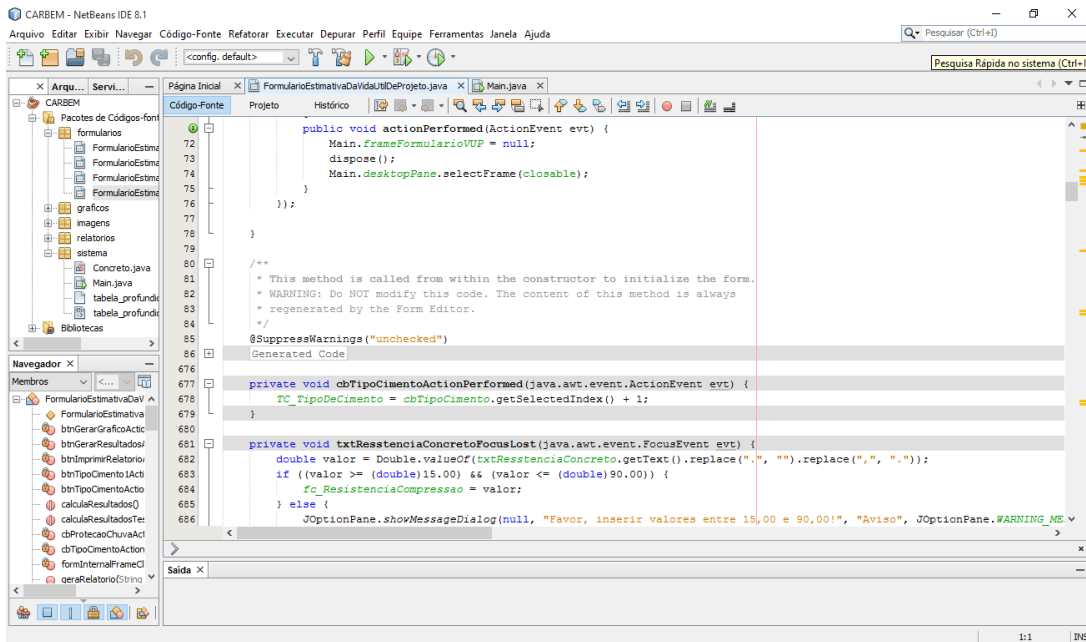 CARBEM - NetBeans IDE 8.1
Arquivo Editar Exibir Navegar Código-Fonte Refatorar Executar Depurar Perfil Equipe Ferramentas Janela Ajuda
Pesquisar (Ctrl+I)
<config. default>
Pesquisa Rápida no sistema (Ctrl+I
Arqu... Servi...
CARBEM
Pacotes de Códigos-font
formularios
FormularioEstima
FormularioEstima
FormularioEstima
FormularioEstima
graficos
imagens
relatorios
sistema
Concreto.java
Main.java
tabela_profundid
tabela_profundid
Bibliotecas
Navegador
Membros <...
FormularioEstimativaDaV
FormularioEstimativa
btnGerarGraficoActic
btnGerarResultadosA
btnImprimirRelatorio
btnTipoCimento1Acti
btnTipoCimentoActio
calculaResultados()
calculaResultadosTes
cbProtecaoChuvaAct
cbTipoCimentoAction
formInternalFrameCl
geraRelatorio(String
Página Inicial FormularioEstimativaDaVidaUtilDeProjeto.java Main.java
Código-Fonte Projeto Histórico
public void actionPerformed(ActionEvent evt) {
72 Main.frameFormularioVUP = null;
73 dispose();
74 Main.desktopPane.selectFrame(closable);
75 }
76 });
77
78 }
79
80 /**
81 * This method is called from within the constructor to initialize the form.
82 * WARNING: Do NOT modify this code. The content of this method is always
83 * regenerated by the Form Editor.
84 */
85 @SuppressWarnings("unchecked")
86 Generated Code
676
677 private void cbTipoCimentoActionPerformed(java.awt.event.ActionEvent evt) {
678 TC_TipoDeCimento = cbTipoCimento.getSelectedIndex() + 1;
679 }
680
681 private void txtResstenciaConcretoFocusLost(java.awt.event.FocusEvent evt) {
682 double valor = Double.valueOf(txtResstenciaConcreto.getText().replace(".", "").replace(",", "."));
683 if ((valor >= (double)15.00) && (valor <= (double)90.00)) {
684 fc_ResistenciaCompressao = valor;
685 } else {
686 JOptionPane.showMessageDialog(null, "Favor, inserir valores entre 15,00 e 90,00!", "Aviso", JOptionPane.WARNING_ME
Saída
1:1 INS